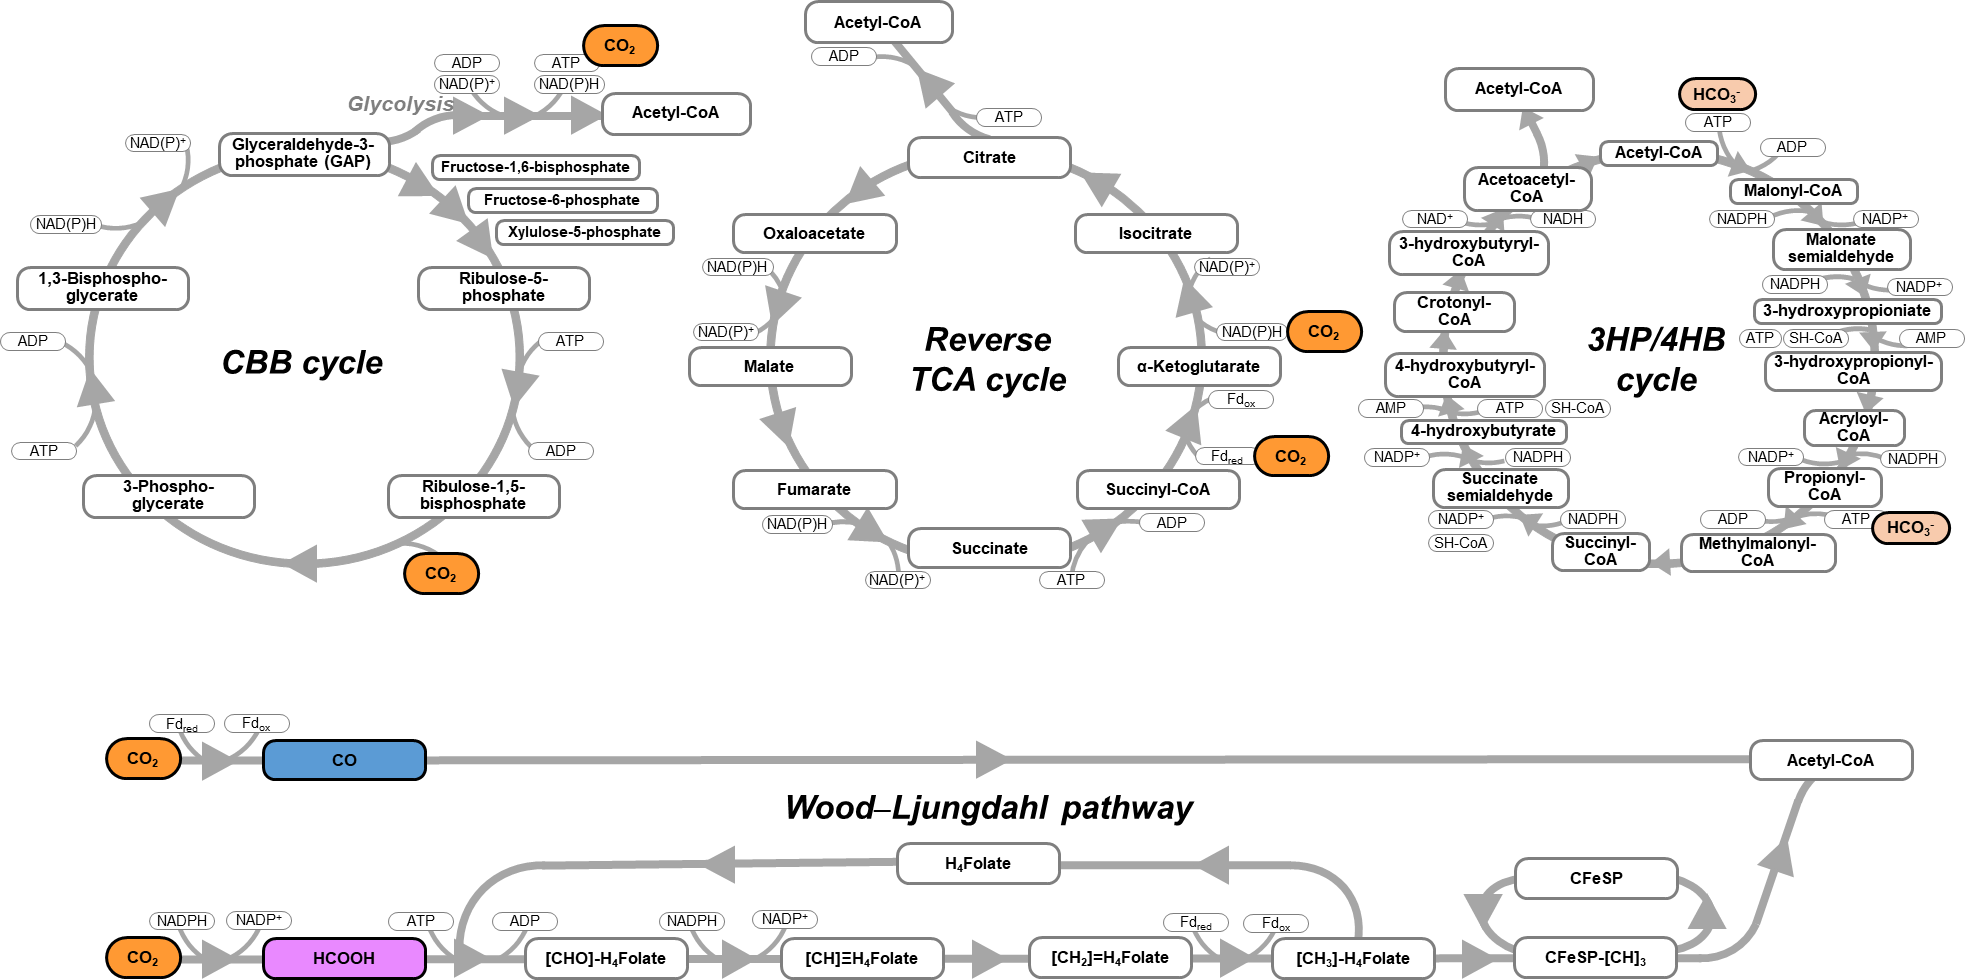 CO₂
ADP
ATP
NAD(P)⁺
NAD(P)H
Glycolysis
Acetyl-CoA
NAD(P)⁺
Glyceraldehyde-3-
phosphate (GAP)
Fructose-1,6-bisphosphate
Fructose-6-phosphate
Xylulose-5-phosphate
NAD(P)H
1,3-Bisphospho-
glycerate
Ribulose-5-
phosphate
ADP
ATP
CBB cycle
ATP
ADP
3-Phospho-
glycerate
Ribulose-1,5-
bisphosphate
CO₂
Acetyl-CoA
ADP
ATP
Citrate
Oxaloacetate
Isocitrate
NAD(P)H
NAD(P)⁺
NAD(P)⁺
NAD(P)H
CO₂
Reverse
TCA cycle
Malate
α-Ketoglutarate
Fdox
Fdred
CO₂
Fumarate
Succinyl-CoA
NAD(P)H
ADP
Succinate
NAD(P)⁺
ATP
Acetyl-CoA
HCO₃⁻
ATP
ADP
Acetyl-CoA
Acetoacetyl-
CoA
Malonyl-CoA
NAD⁺
NADH
NADPH
NADP⁺
3-hydroxybutyryl-
CoA
Malonate
semialdehyde
NADPH
NADP⁺
Crotonyl-
CoA
3-hydroxypropioniate
3HP/4HB
cycle
ATP
SH-CoA
AMP
4-hydroxybutyryl-
CoA
3-hydroxypropionyl-
CoA
AMP
ATP
SH-CoA
Acryloyl-
CoA
4-hydroxybutyrate
NADP⁺
NADPH
NADP⁺
NADPH
Succinate
semialdehyde
Propionyl-
CoA
NADP⁺
NADPH
ADP
ATP
HCO₃⁻
SH-CoA
Succinyl-
CoA
Methylmalonyl-
CoA
Fdred
Fdox
CO₂
CO
Acetyl-CoA
Wood–Ljungdahl pathway
H₄Folate
CFeSP
NADPH
NADP⁺
ATP
ADP
NADPH
NADP⁺
Fdred
Fdox
CO₂
HCOOH
[CHO]-H₄Folate
[CH]ΞH₄Folate
[CH₂]=H₄Folate
[CH₃]-H₄Folate
CFeSP-[CH]₃